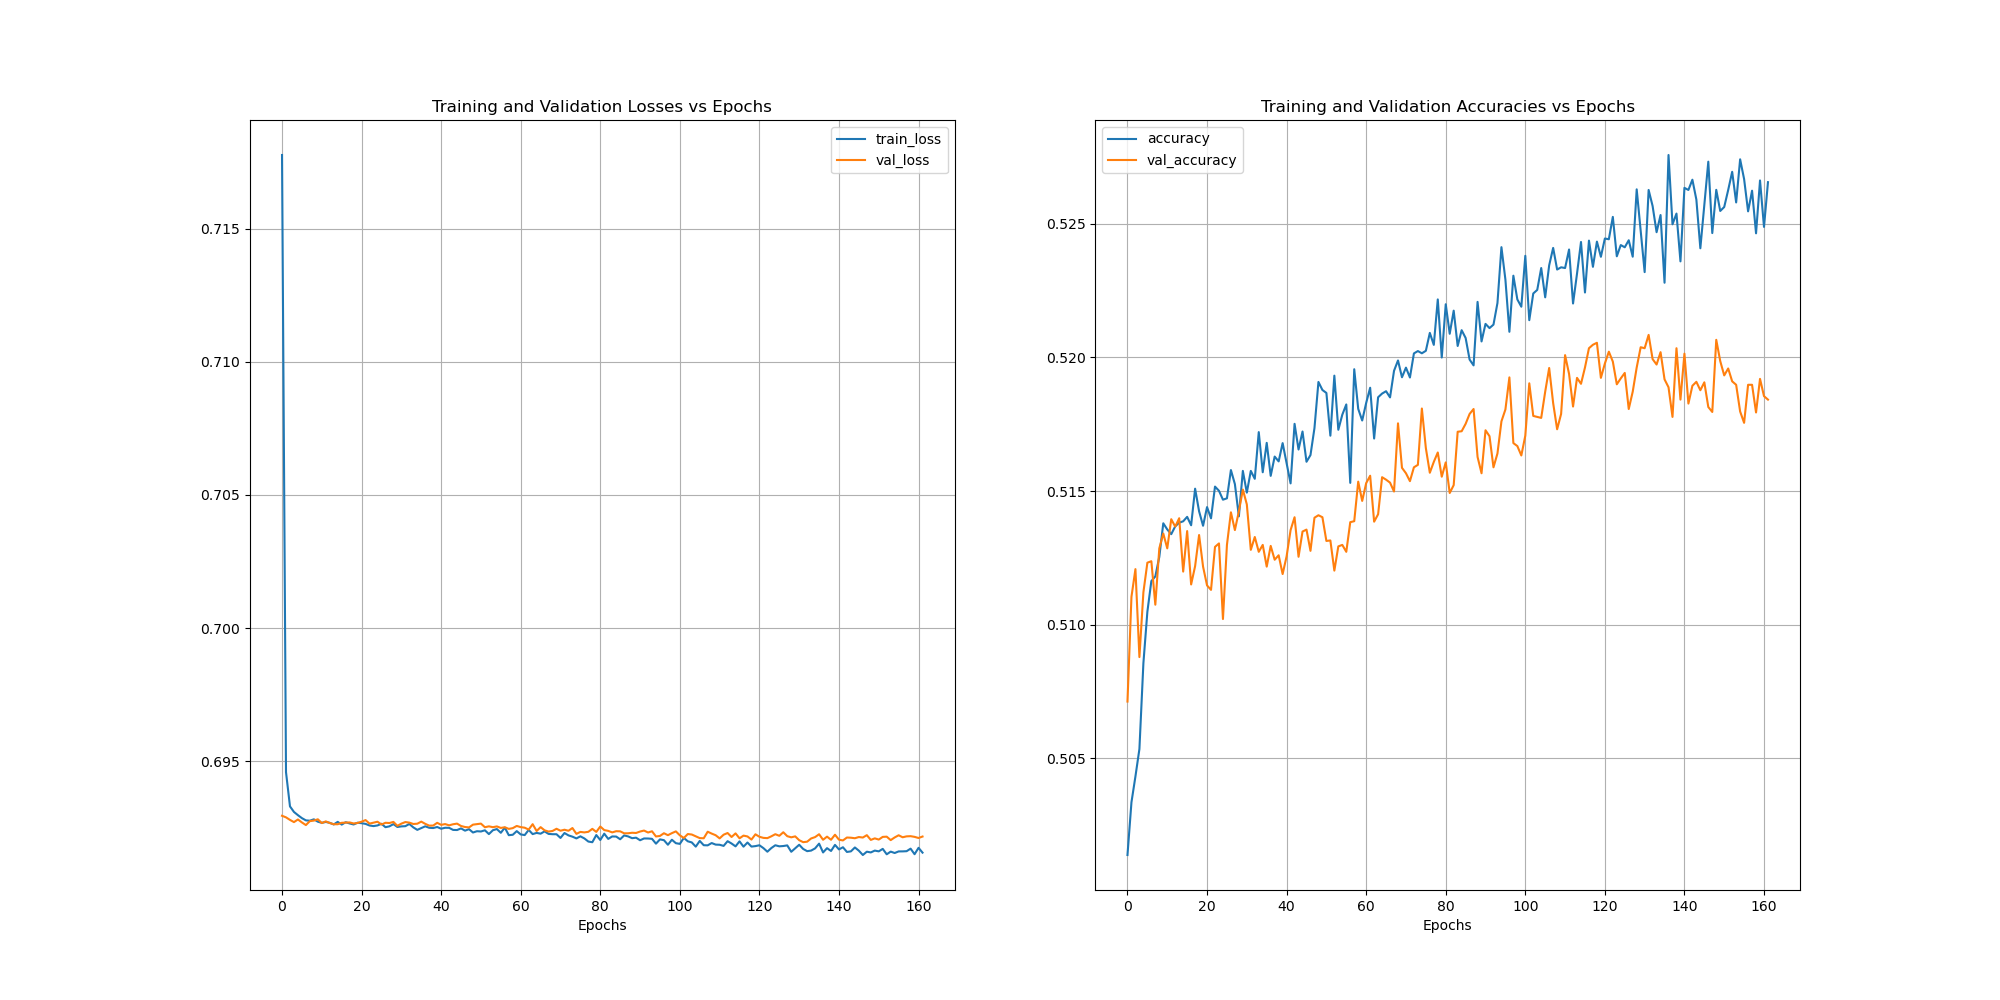 Training and Validation Losses vs Epochs
train_loss
val_loss
0.715
0.710
0.705
0.700
0.695
0 20 40 60 80 100 120 140 160
Epochs
Training and Validation Accuracies vs Epochs
accuracy
val_accuracy
0.525
0.520
0.515
0.510
0.505
0 20 40 60 80 100 120 140 160
Epochs